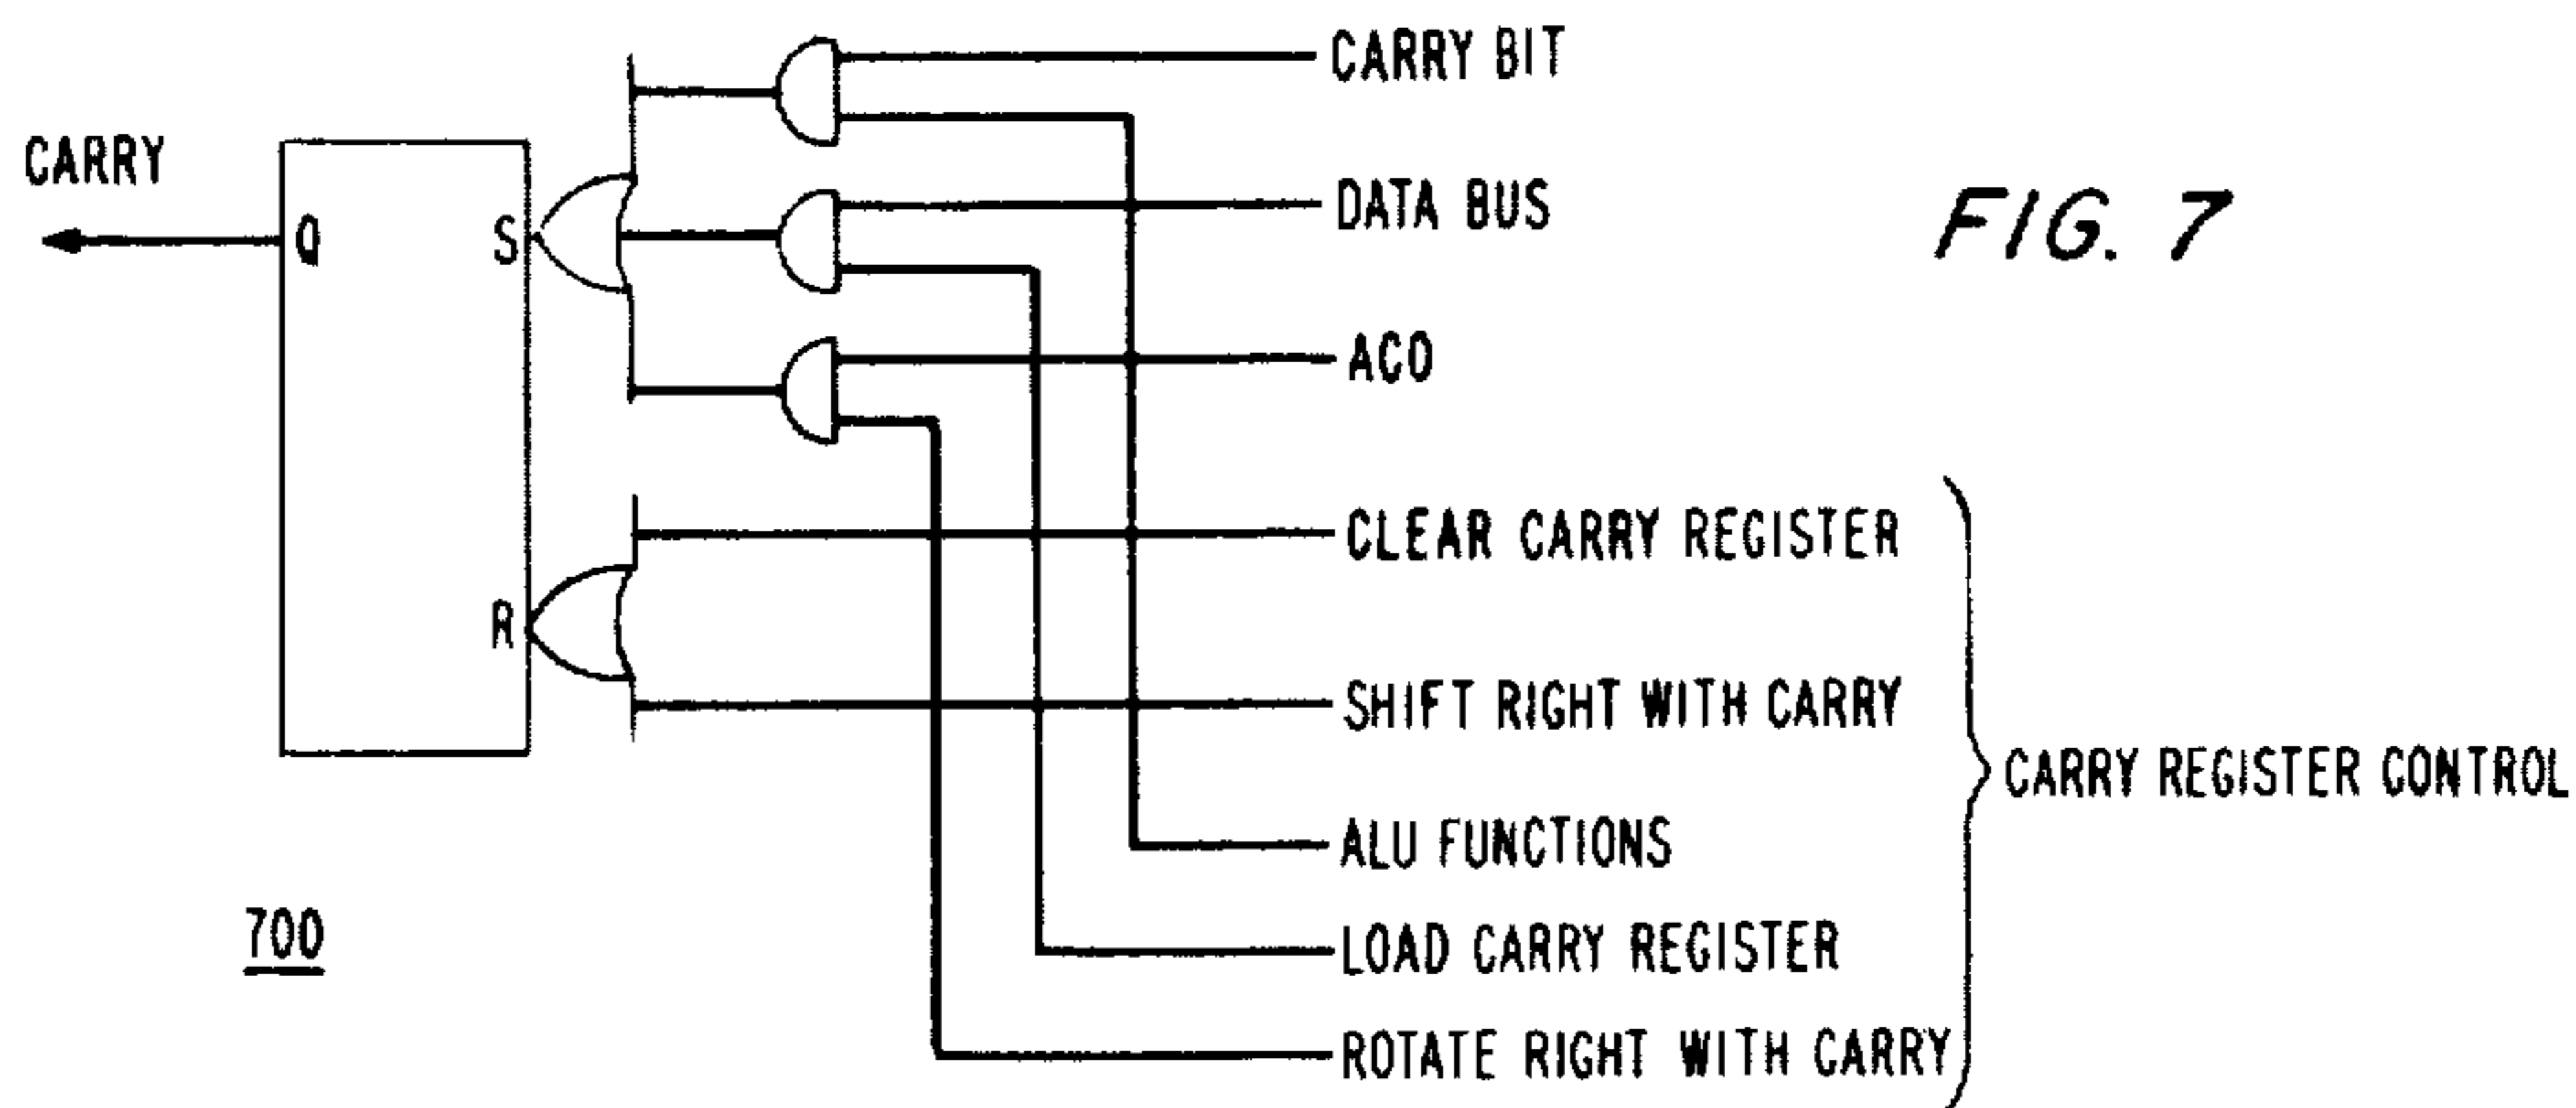 CARRY BIT
CARRY
DATA BUS
FIG. 7
Q
S
ACO
CLEAR CARRY REGISTER
R
SHIFT RIGHT WITH CARRY
CARRY REGISTER CONTROL
ALU FUNCTIONS
700
LOAD CARRY REGISTER
ROTATE RIGHT WITH CARRY